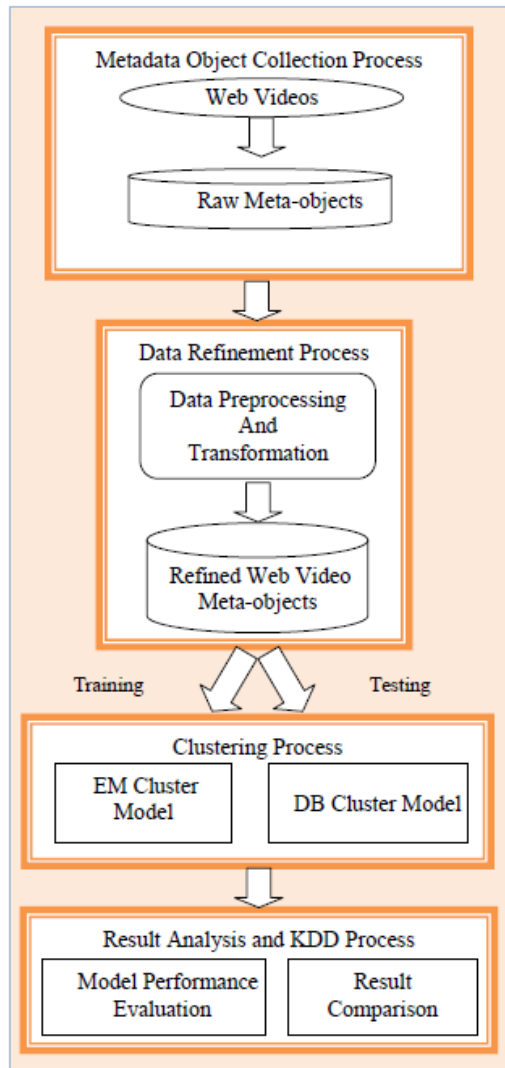 Metadata Object Collection Process
Web Videos
Raw Meta-objects
Data Refinement Process
Data Preprocessing
And
Transformation
Refined Web Video
Meta-objects
Training
Testing
Clustering Process
EM Cluster
Model
DB Cluster Model
Result Analysis and KDD Process
Model Performance
Evaluation
Result
Comparison